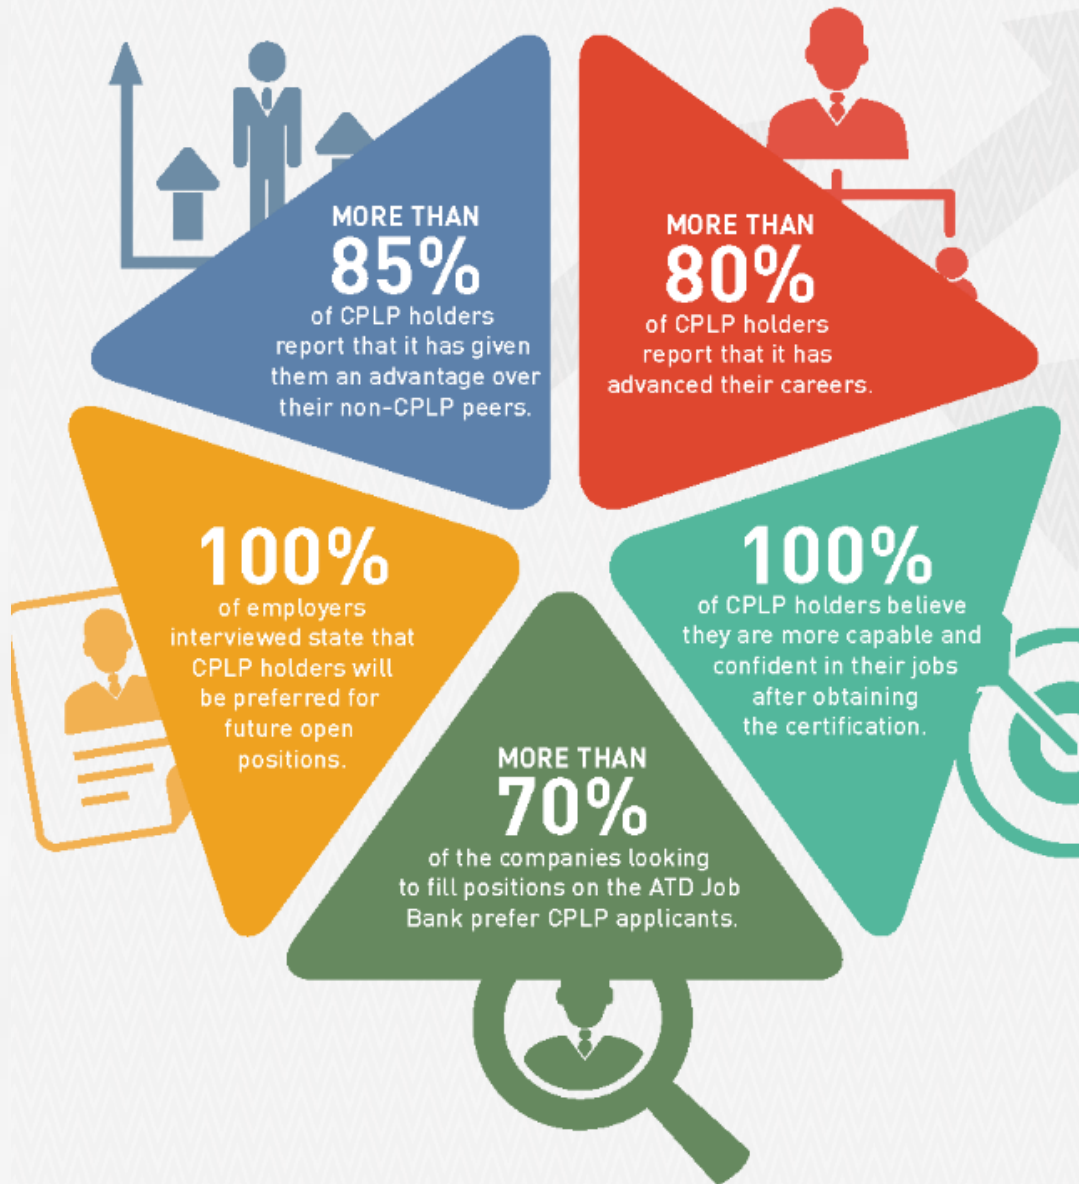 MORE THAN
85%
of CPLP holders
report that it has given
them an advantage over
their non-CPLP peers.
MORE THAN
80%
of CPLP holders
report that it has
advanced their careers.
100%
of employers
interviewed state that
CPLP holders will
be preferred for
future open
positions.
100%
of CPLP holders believe
they are more capable and
confident in their jobs
after obtaining
the certification.
MORE THAN
70%
of the companies looking
to fill positions on the ATD Job
Bank prefer CPLP applicants.